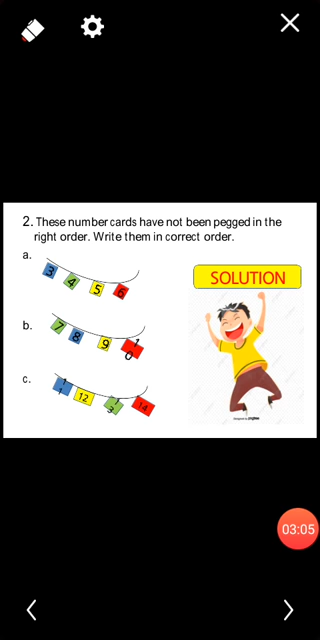 2. These number cards have not been pegged in the
right order. Write them in correct order.
a.
3 4 5 6
SOLUTION
b.
7 8 9 10
c.
11 12 13 14
03:05